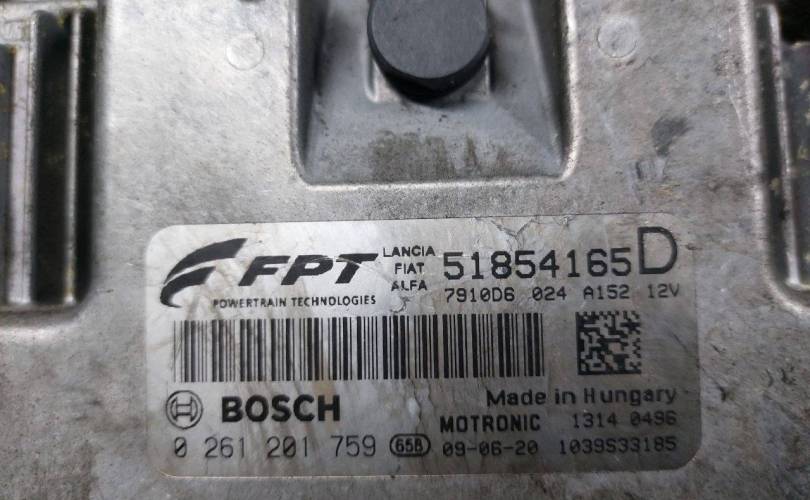 FPT
POWERTRAIN TECHNOLOGIES
LANCIA
FIAT
ALFA
51854165D
7910D6 024 A152 12V
Made in Hungary
BOSCH
MOTRONIC 1314 0496
0 261 201 759 65B 09-06-20 1039S33185